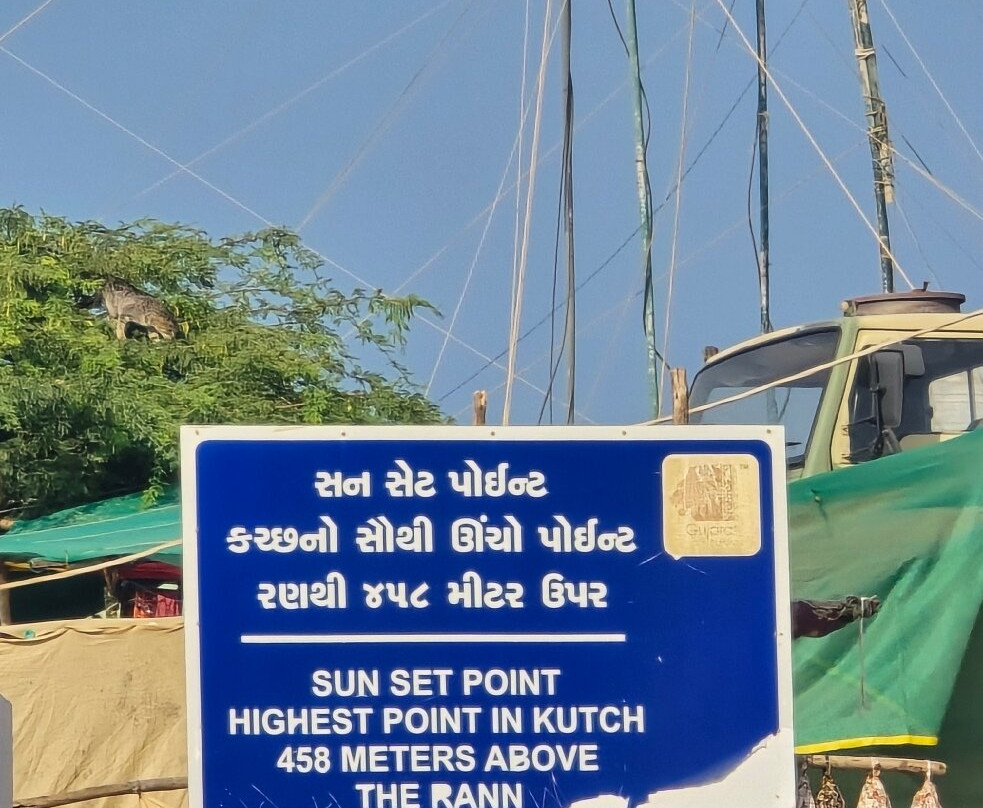 સન સેટ પોઈન્ટ
કચ્છનો સૌથી ઊંચો પોઈન્ટ
રણથી ૪૫૮ મીટર ઉપર
Gujarat
SUN SET POINT
HIGHEST POINT IN KUTCH
458 METERS ABOVE
THE RANN